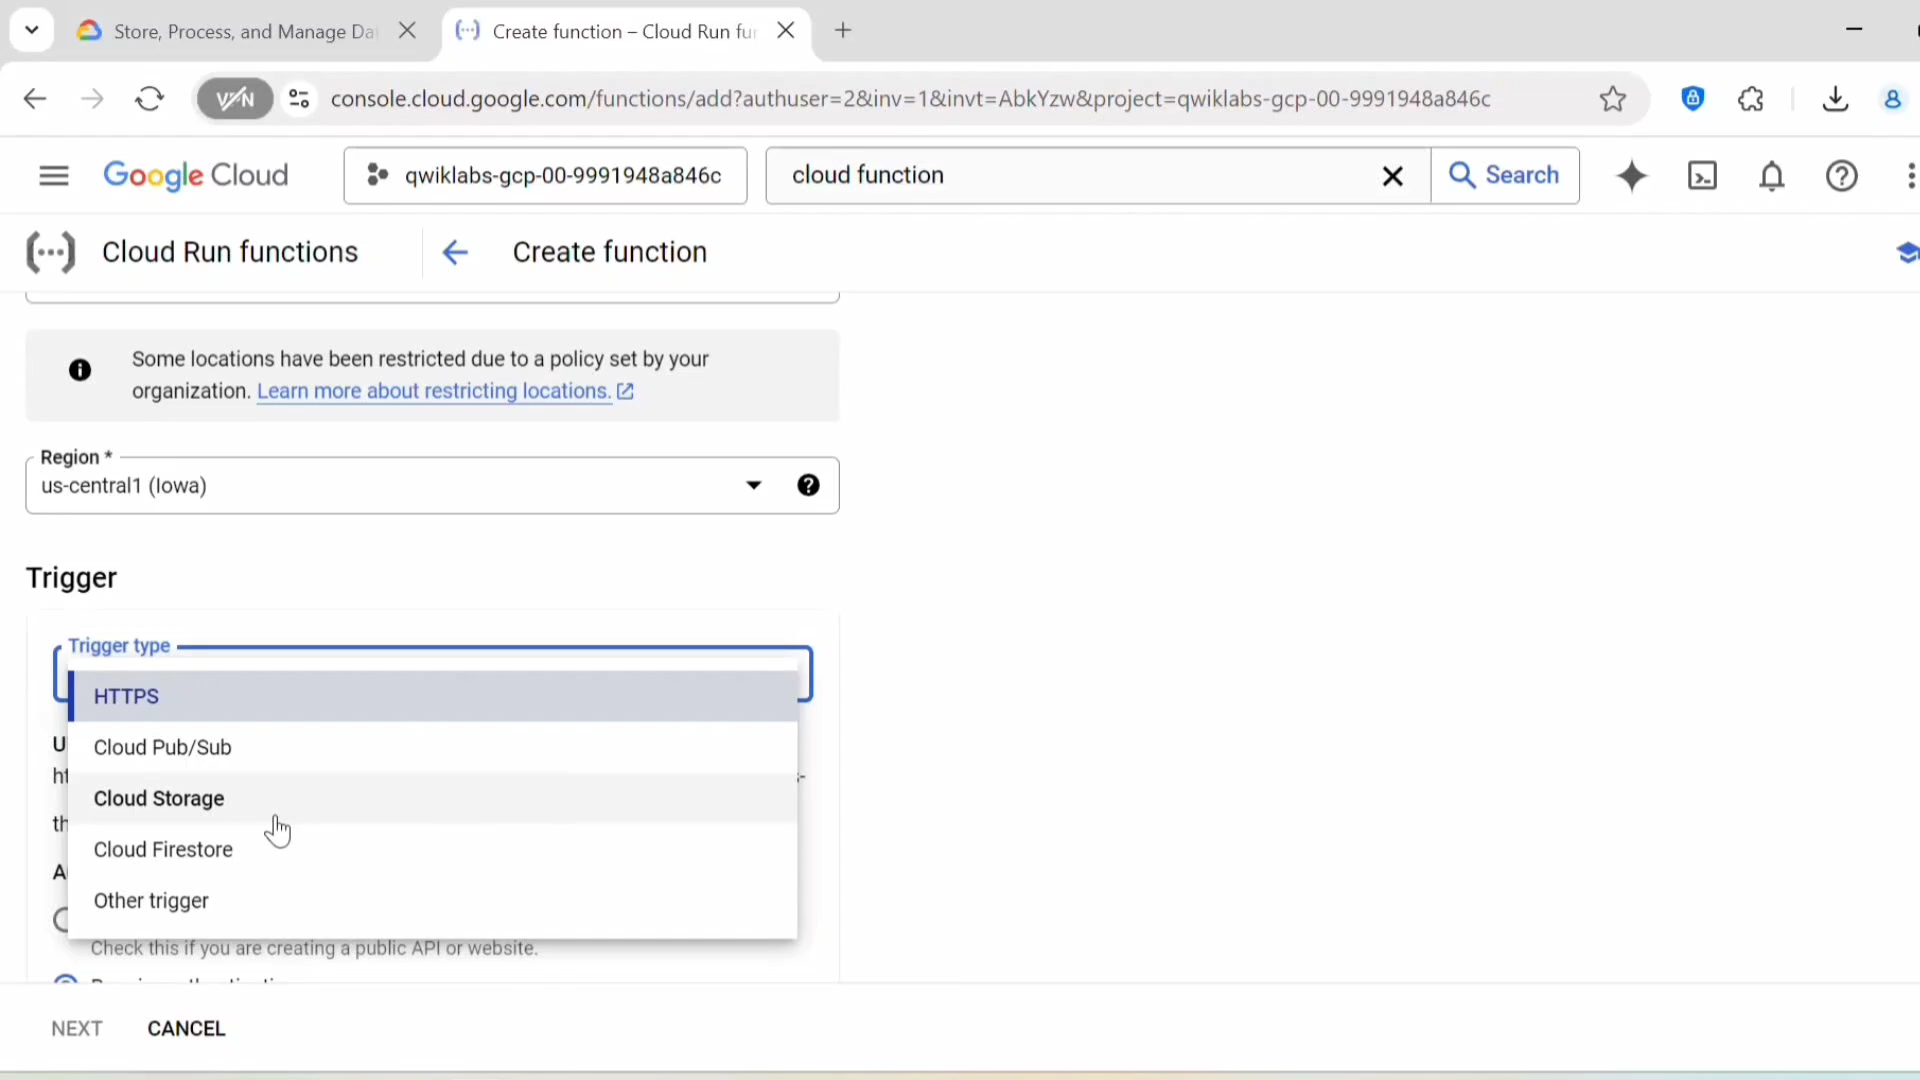 Store, Process, and Manage Da
Create function – Cloud Run fu
VPN
console.cloud.google.com/functions/add?authuser=2&inv=1&invt=AbkYzw&project=qwiklabs-gcp-00-9991948a846c
Google Cloud
qwiklabs-gcp-00-9991948a846c
cloud function
Search
Cloud Run functions
Create function
Some locations have been restricted due to a policy set by your
organization. Learn more about restricting locations.
Region *
us-central1 (Iowa)
Trigger
Trigger type
HTTPS
Cloud Pub/Sub
Cloud Storage
Cloud Firestore
Other trigger
Check this if you are creating a public API or website.
NEXT
CANCEL